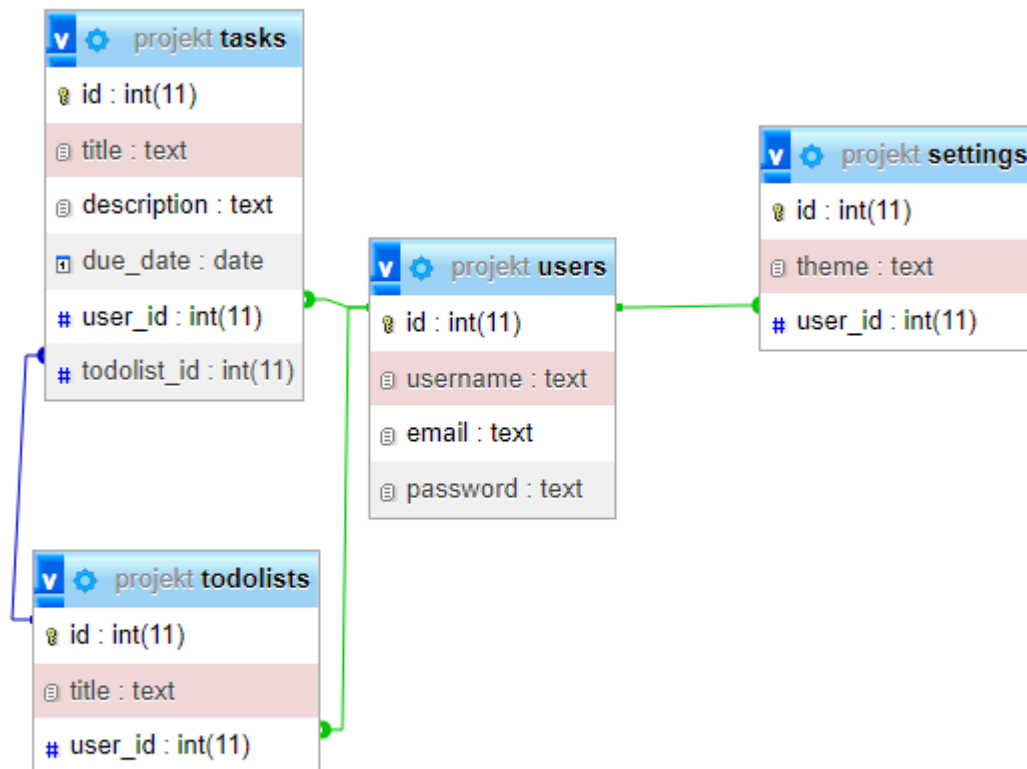 projekt tasks
id : int(11)
title : text
description : text
due_date : date
user_id : int(11)
todolist_id : int(11)
projekt users
id : int(11)
username : text
email : text
password : text
projekt settings
id : int(11)
theme : text
user_id : int(11)
projekt todolists
id : int(11)
title : text
user_id : int(11)